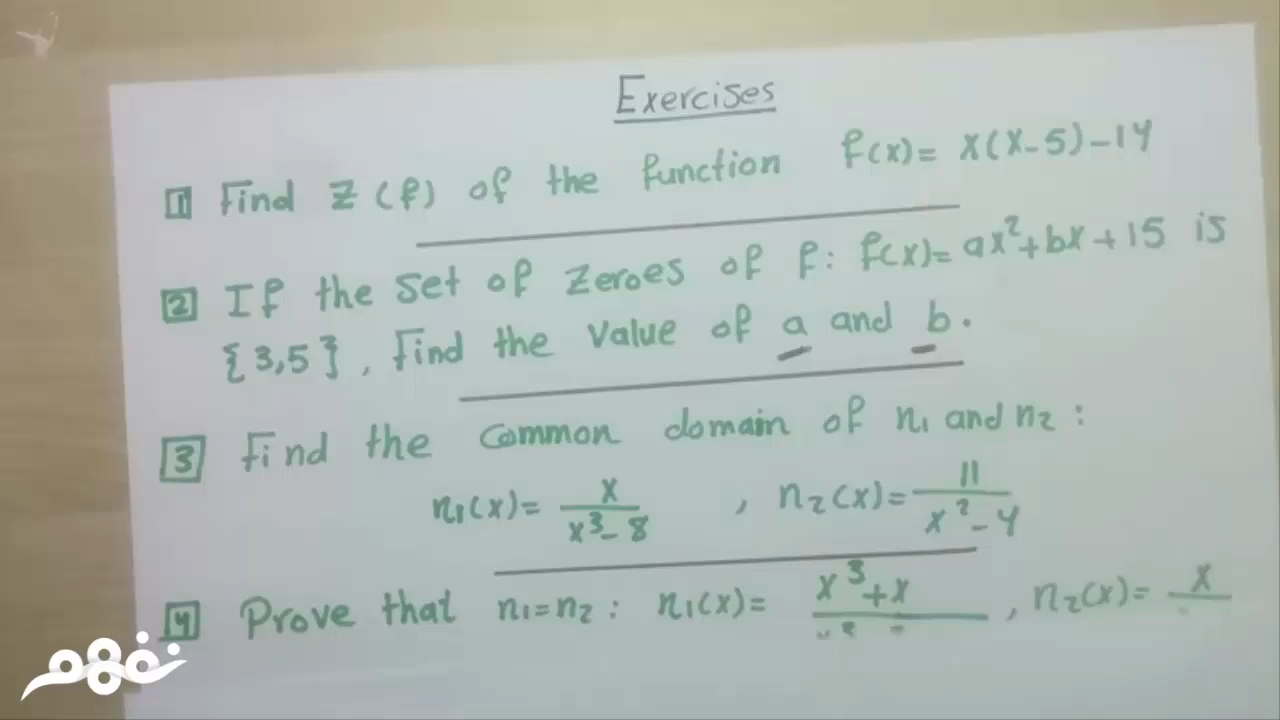 Exercises
1 Find Z(f) of the function f(x)= x(x-5)-14
2 If the set of zeroes of f: f(x)= ax²+bx+15 is
{3,5}, find the value of a and b.
3 find the common domain of n₁ and n₂ :
n₁(x)= x/(x³-8) , n₂(x)= 11/(x²-4)
4 Prove that n₁=n₂ : n₁(x)= x³+x , n₂(x)= x
نفهم